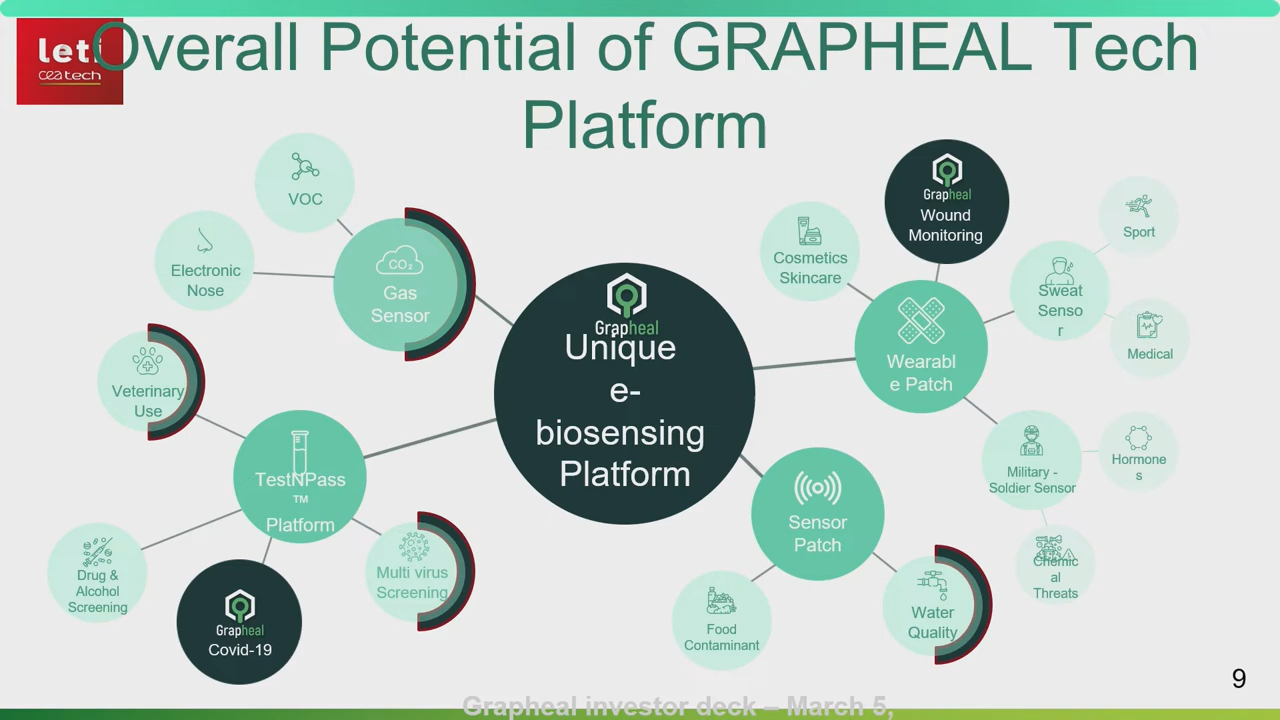 leti
cea tech
Overall Potential of GRAPHEAL Tech
Platform
VOC
Electronic
Nose
CO2
Gas
Sensor
Veterinary
Use
TestNPass
™
Platform
Drug &
Alcohol
Screening
Grapheal
Covid-19
Multi virus
Screening
Grapheal
Unique
e-
biosensing
Platform
Grapheal
Wound
Monitoring
Cosmetics
Skincare
Wearabl
e Patch
Sweat
Senso
r
Sport
Medical
Military -
Soldier Sensor
Hormone
s
Chemic
al
Threats
Sensor
Patch
Food
Contaminant
Water
Quality
9
Grapheal investor deck – March 5,